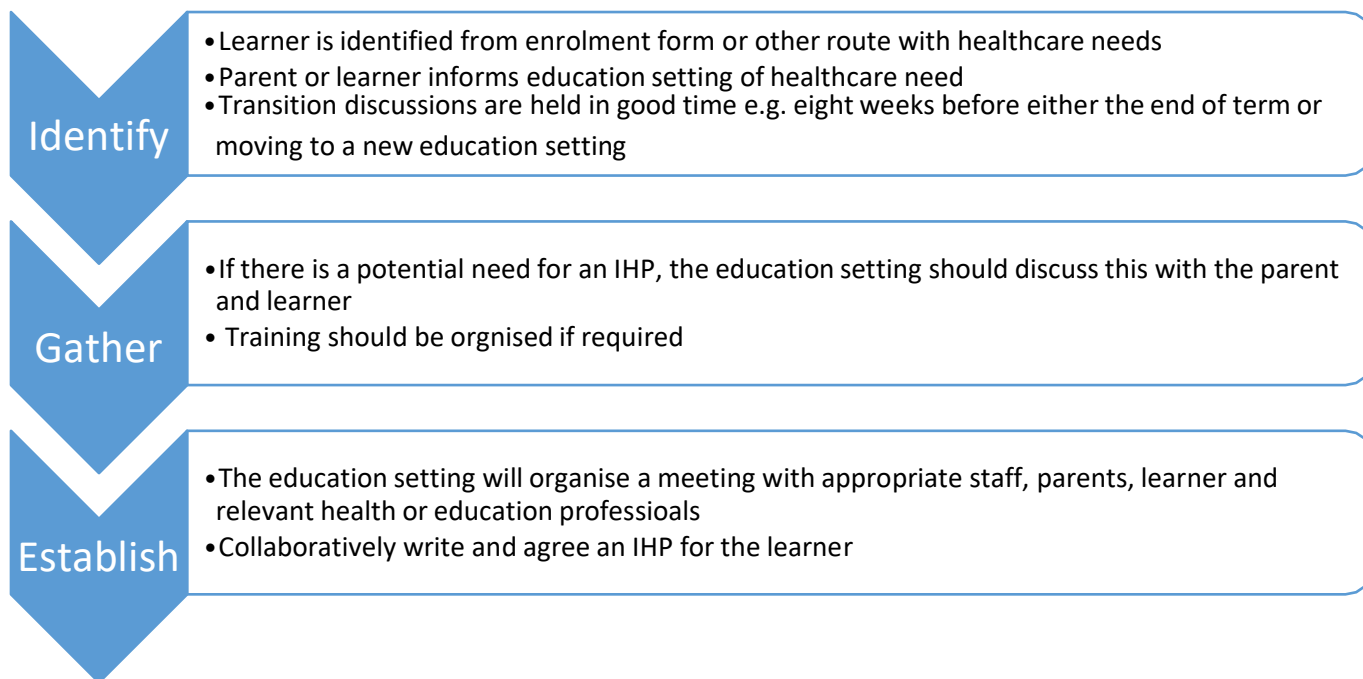 Identify
•Learner is identified from enrolment form or other route with healthcare needs
•Parent or learner informs education setting of healthcare need
•Transition discussions are held in good time e.g. eight weeks before either the end of term or
moving to a new education setting
Gather
•If there is a potential need for an IHP, the education setting should discuss this with the parent
and learner
• Training should be orgnised if required
Establish
•The education setting will organise a meeting with appropriate staff, parents, learner and
relevant health or education professioals
•Collaboratively write and agree an IHP for the learner